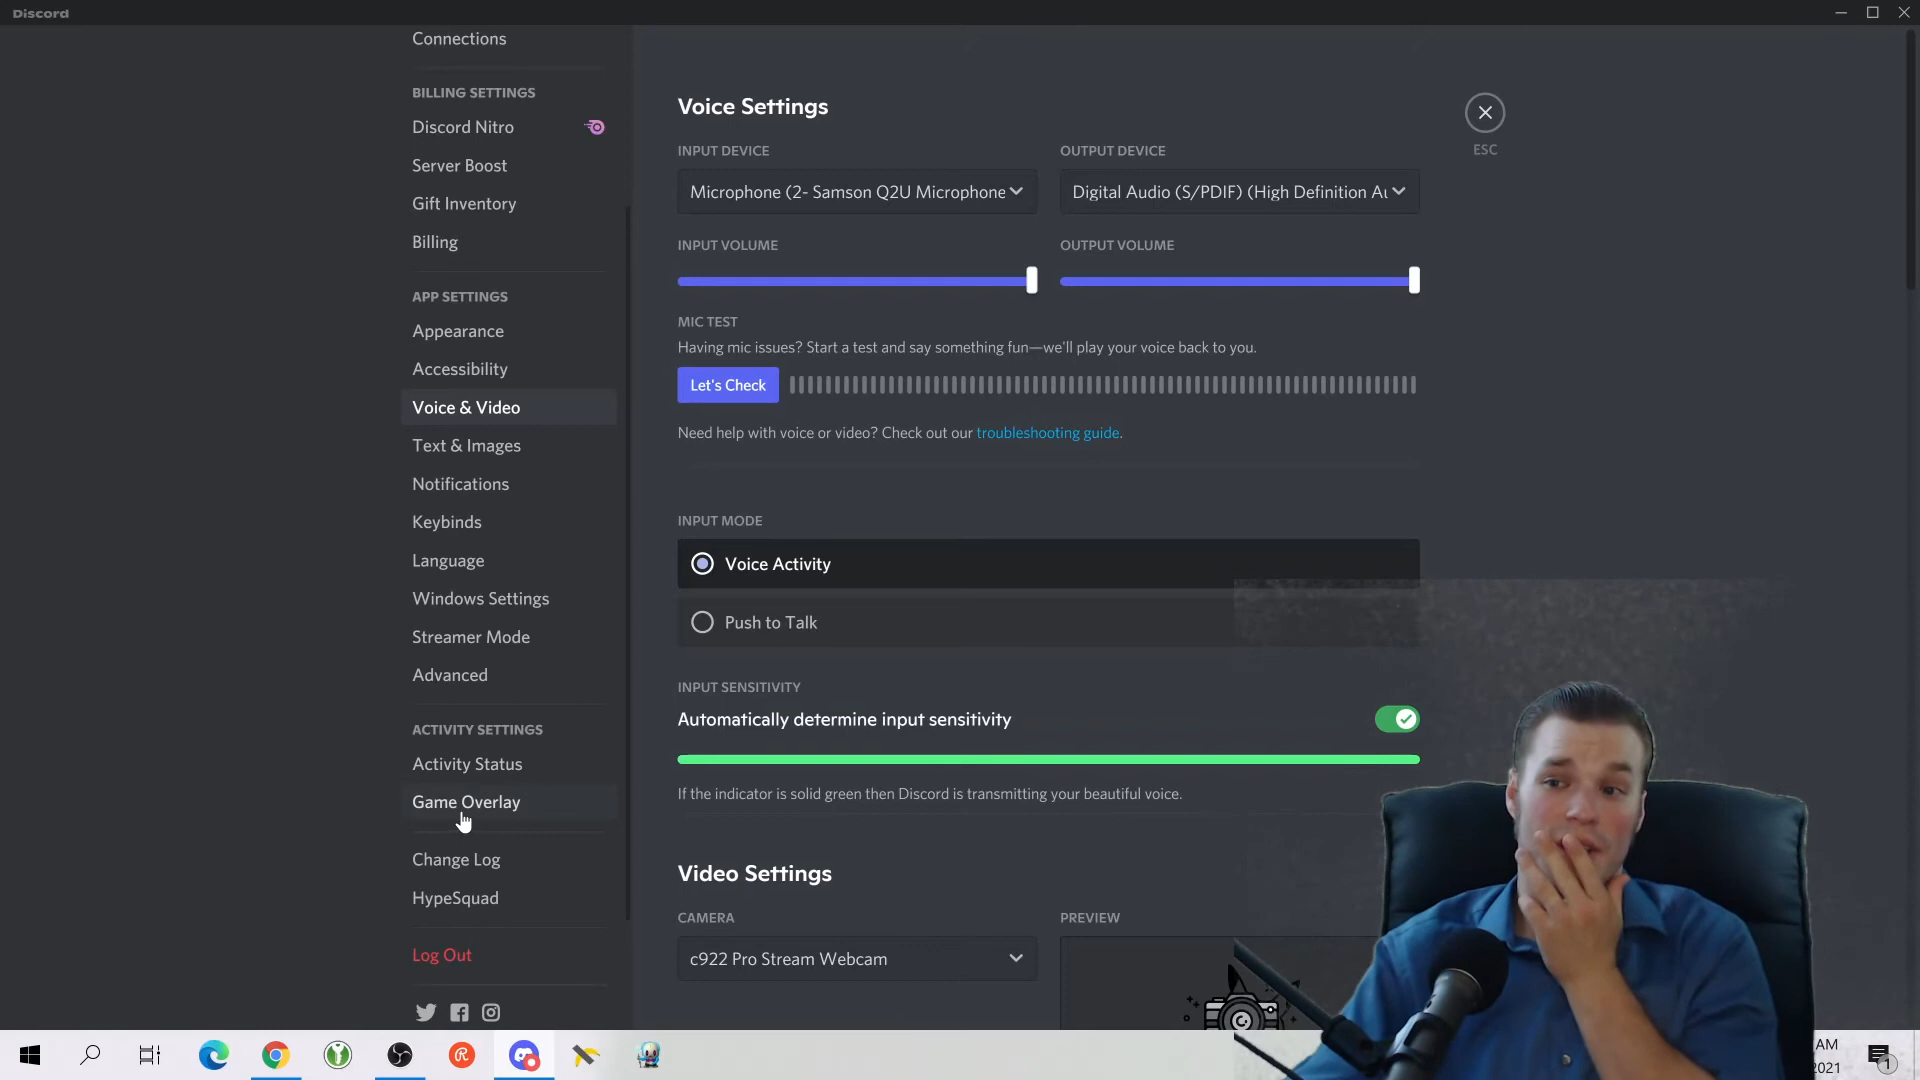 Discord
Connections
BILLING SETTINGS
Discord Nitro
Server Boost
Gift Inventory
Billing
APP SETTINGS
Appearance
Accessibility
Voice & Video
Text & Images
Notifications
Keybinds
Language
Windows Settings
Streamer Mode
Advanced
ACTIVITY SETTINGS
Activity Status
Game Overlay
Change Log
HypeSquad
Log Out
Voice Settings
ESC
INPUT DEVICE
OUTPUT DEVICE
Microphone (2- Samson Q2U Microphone
Digital Audio (S/PDIF) (High Definition Au
INPUT VOLUME
OUTPUT VOLUME
MIC TEST
Having mic issues? Start a test and say something fun—we'll play your voice back to you.
Let's Check
Need help with voice or video? Check out our troubleshooting guide.
INPUT MODE
Voice Activity
Push to Talk
INPUT SENSITIVITY
Automatically determine input sensitivity
If the indicator is solid green then Discord is transmitting your beautiful voice.
Video Settings
CAMERA
PREVIEW
c922 Pro Stream Webcam
AM
2021
1